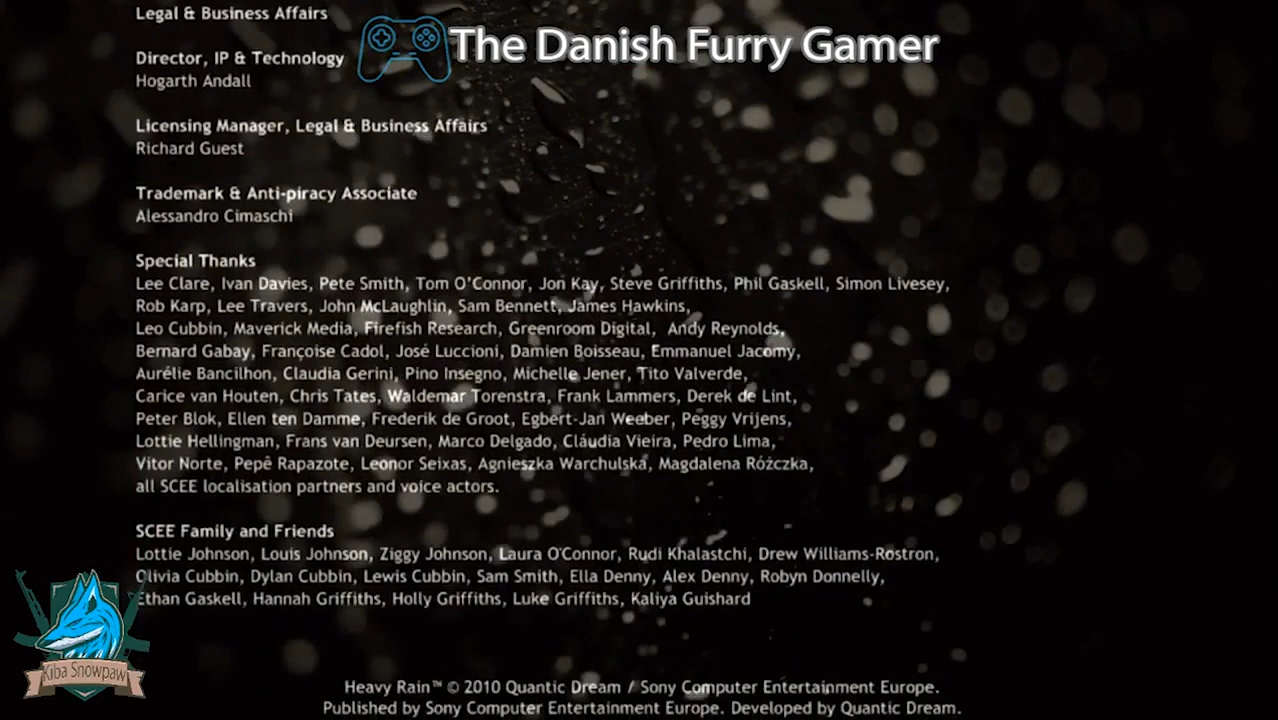 Legal & Business Affairs
The Danish Furry Gamer
Director, IP & Technology
Hogarth Andall
Licensing Manager, Legal & Business Affairs
Richard Guest
Trademark & Anti-piracy Associate
Alessandro Cimaschi
Special Thanks
Lee Clare, Ivan Davies, Pete Smith, Tom O'Connor, Jon Kay, Steve Griffiths, Phil Gaskell, Simon Livesey,
Rob Karp, Lee Travers, John McLaughlin, Sam Bennett, James Hawkins,
Leo Cubbin, Maverick Media, Firefish Research, Greenroom Digital, Andy Reynolds,
Bernard Gabay, Françoise Cadol, José Luccioni, Damien Boisseau, Emmanuel Jacomy,
Aurélie Bancilhon, Claudia Gerini, Pino Insegno, Michelle Jener, Tito Valverde,
Carice van Houten, Chris Tates, Waldemar Torenstra, Frank Lammers, Derek de Lint,
Peter Blok, Ellen ten Damme, Frederik de Groot, Egbert-Jan Weeber, Peggy Vrijens,
Lottie Hellingman, Frans van Deursen, Marco Delgado, Cláudia Vieira, Pedro Lima,
Vitor Norte, Pepê Rapazote, Leonor Seixas, Agnieszka Warchulska, Magdalena Różczka,
all SCEE localisation partners and voice actors.
SCEE Family and Friends
Lottie Johnson, Louis Johnson, Ziggy Johnson, Laura O'Connor, Rudi Khalastchi, Drew Williams-Rostron,
Olivia Cubbin, Dylan Cubbin, Lewis Cubbin, Sam Smith, Ella Denny, Alex Denny, Robyn Donnelly,
Ethan Gaskell, Hannah Griffiths, Holly Griffiths, Luke Griffiths, Kaliya Guishard
Kiba Snowpaw
Heavy Rain™ © 2010 Quantic Dream / Sony Computer Entertainment Europe.
Published by Sony Computer Entertainment Europe. Developed by Quantic Dream.